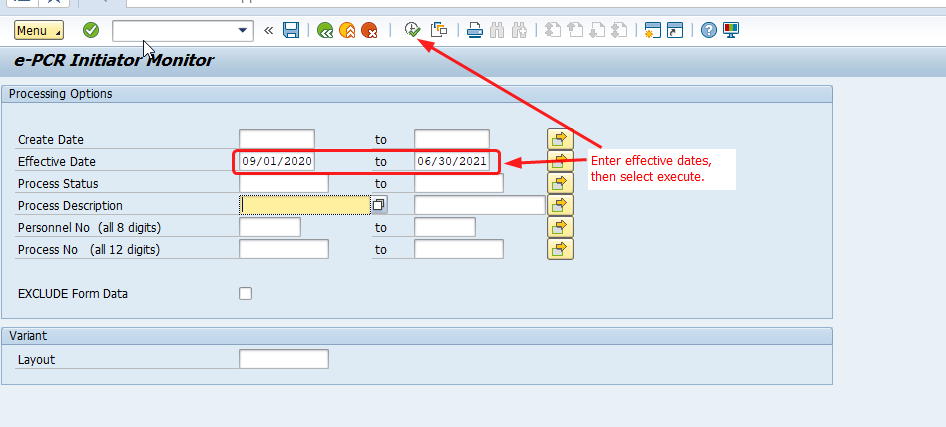 Menu
e-PCR Initiator Monitor
Processing Options
Create Date to
Effective Date 09/01/2020 to 06/30/2021
Enter effective dates,
then select execute.
Process Status to
Process Description
Personnel No (all 8 digits) to
Process No (all 12 digits) to
EXCLUDE Form Data
Variant
Layout